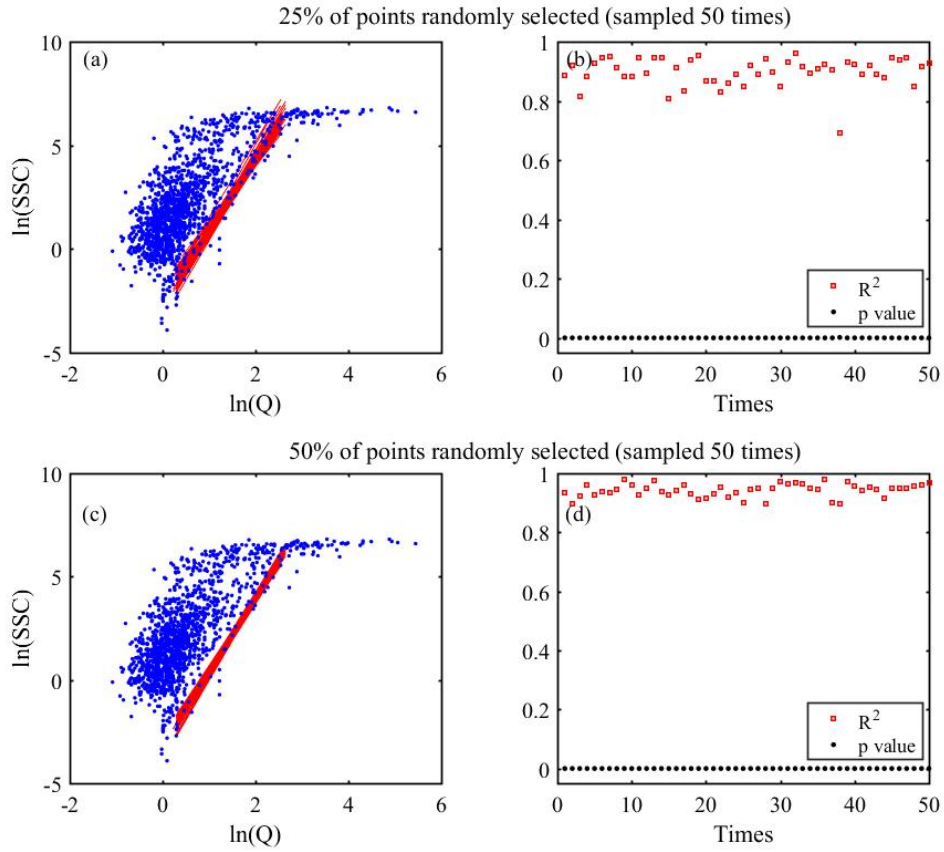 25% of points randomly selected (sampled 50 times)
(a)
10
5
0
-5
ln(SSC)
-2
0
2
4
6
ln(Q)
(b)
1
0.8
0.6
0.4
0.2
0
R²
p value
0
10
20
30
40
50
Times
50% of points randomly selected (sampled 50 times)
(c)
10
5
0
-5
ln(SSC)
-2
0
2
4
6
ln(Q)
(d)
1
0.8
0.6
0.4
0.2
0
R²
p value
0
10
20
30
40
50
Times